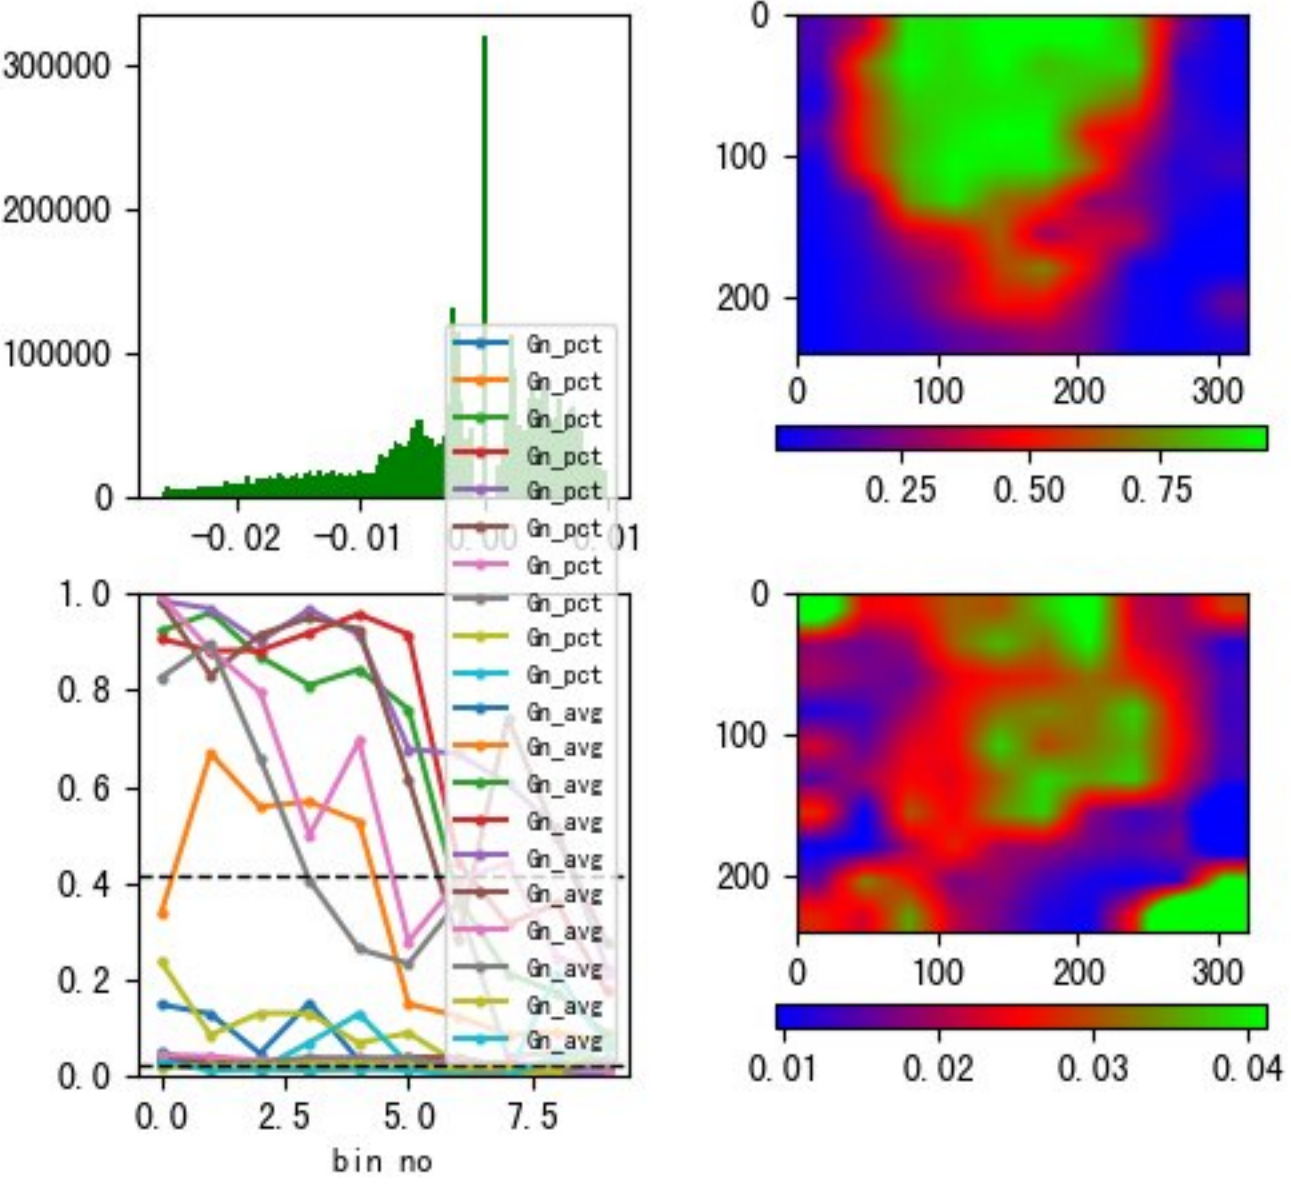 300000
200000
100000
0
-0.02 -0.01 0.00 0.01
0
100
200
0 100 200 300
0.25 0.50 0.75
Gn_pct
Gn_pct
Gn_pct
Gn_pct
Gn_pct
Gn_pct
Gn_pct
Gn_pct
Gn_pct
Gn_pct
Gn_avg
Gn_avg
Gn_avg
Gn_avg
Gn_avg
Gn_avg
Gn_avg
Gn_avg
Gn_avg
Gn_avg
1.0
0.8
0.6
0.4
0.2
0.0
0.0 2.5 5.0 7.5
bin no
0
100
200
0 100 200 300
0.01 0.02 0.03 0.04